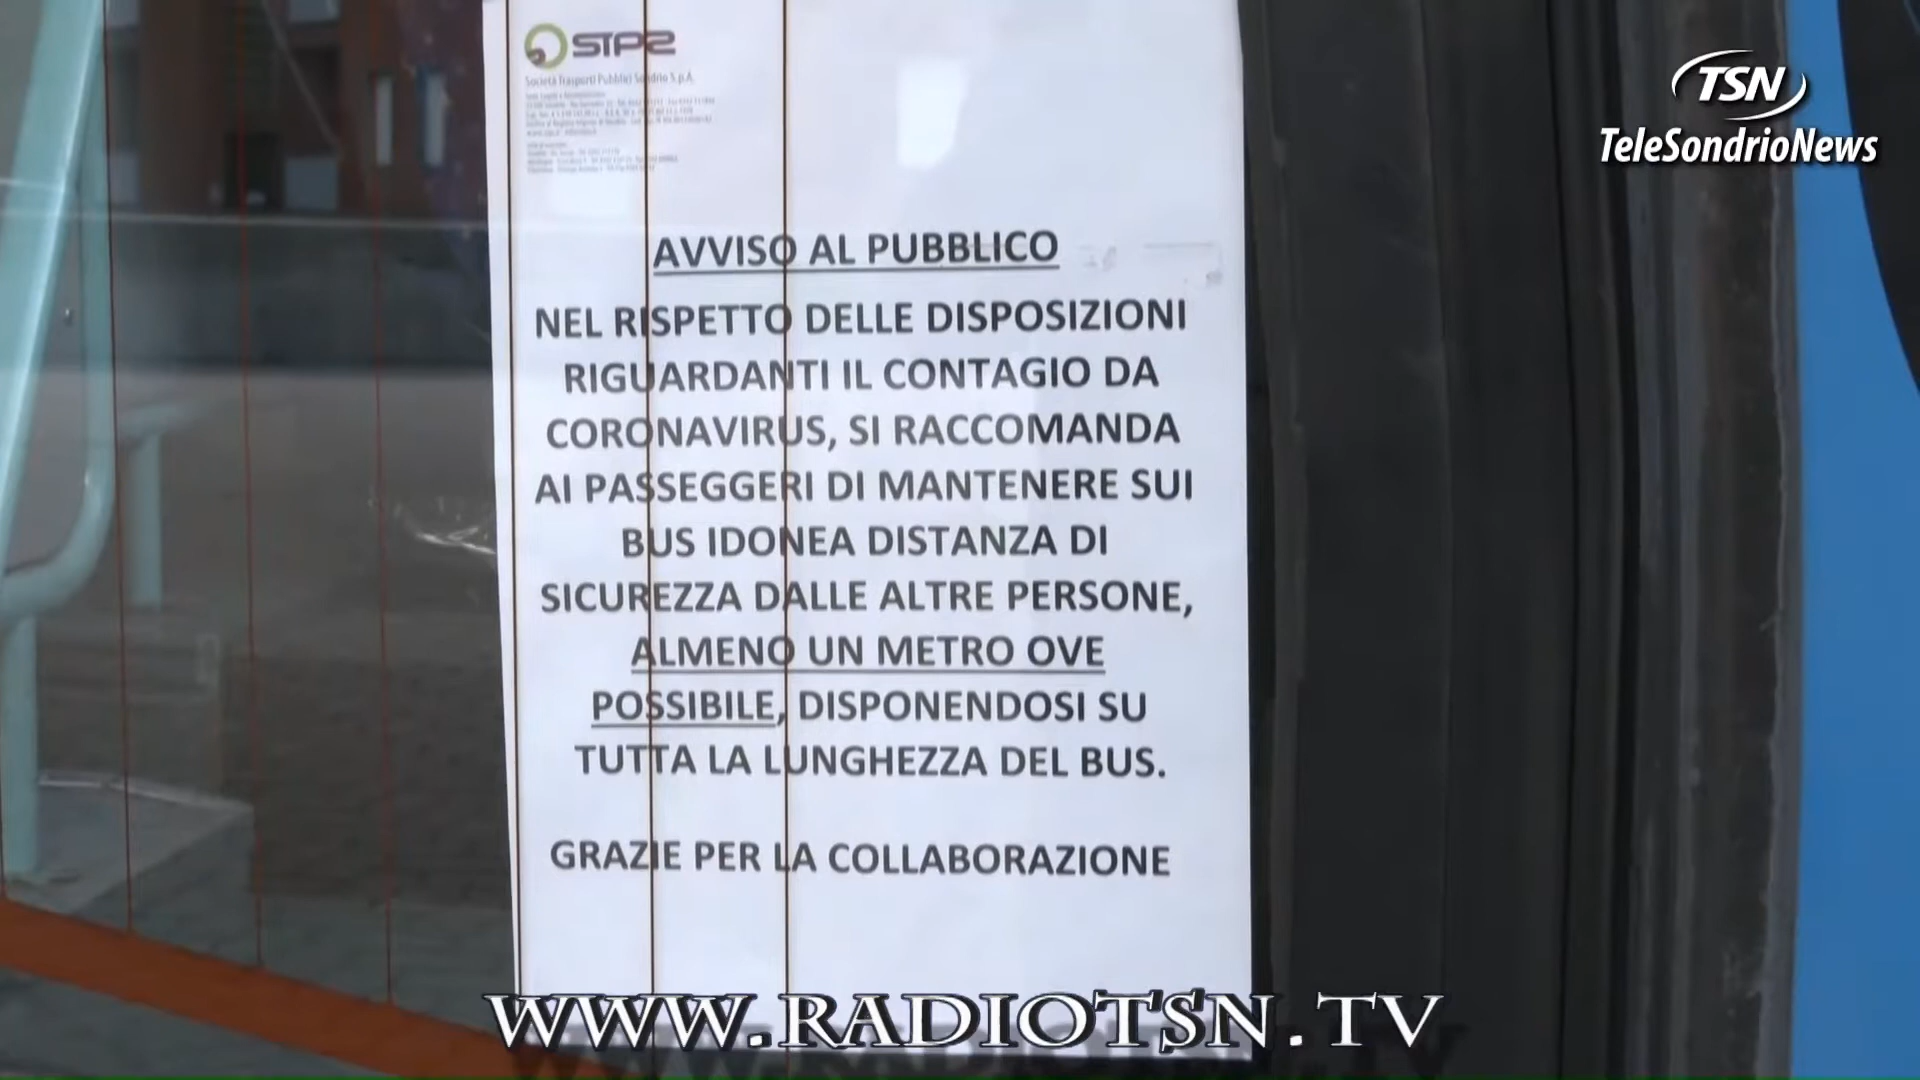 STPS
Società Trasporti Pubblici Sondrio S.p.A.
TSN
TeleSondrioNews
AVVISO AL PUBBLICO
NEL RISPETTO DELLE DISPOSIZIONI
RIGUARDANTI IL CONTAGIO DA
CORONAVIRUS, SI RACCOMANDA
AI PASSEGGERI DI MANTENERE SUI
BUS IDONEA DISTANZA DI
SICUREZZA DALLE ALTRE PERSONE,
ALMENO UN METRO OVE
POSSIBILE, DISPONENDOSI SU
TUTTA LA LUNGHEZZA DEL BUS.
GRAZIE PER LA COLLABORAZIONE
WWW.RADIOTSN.TV